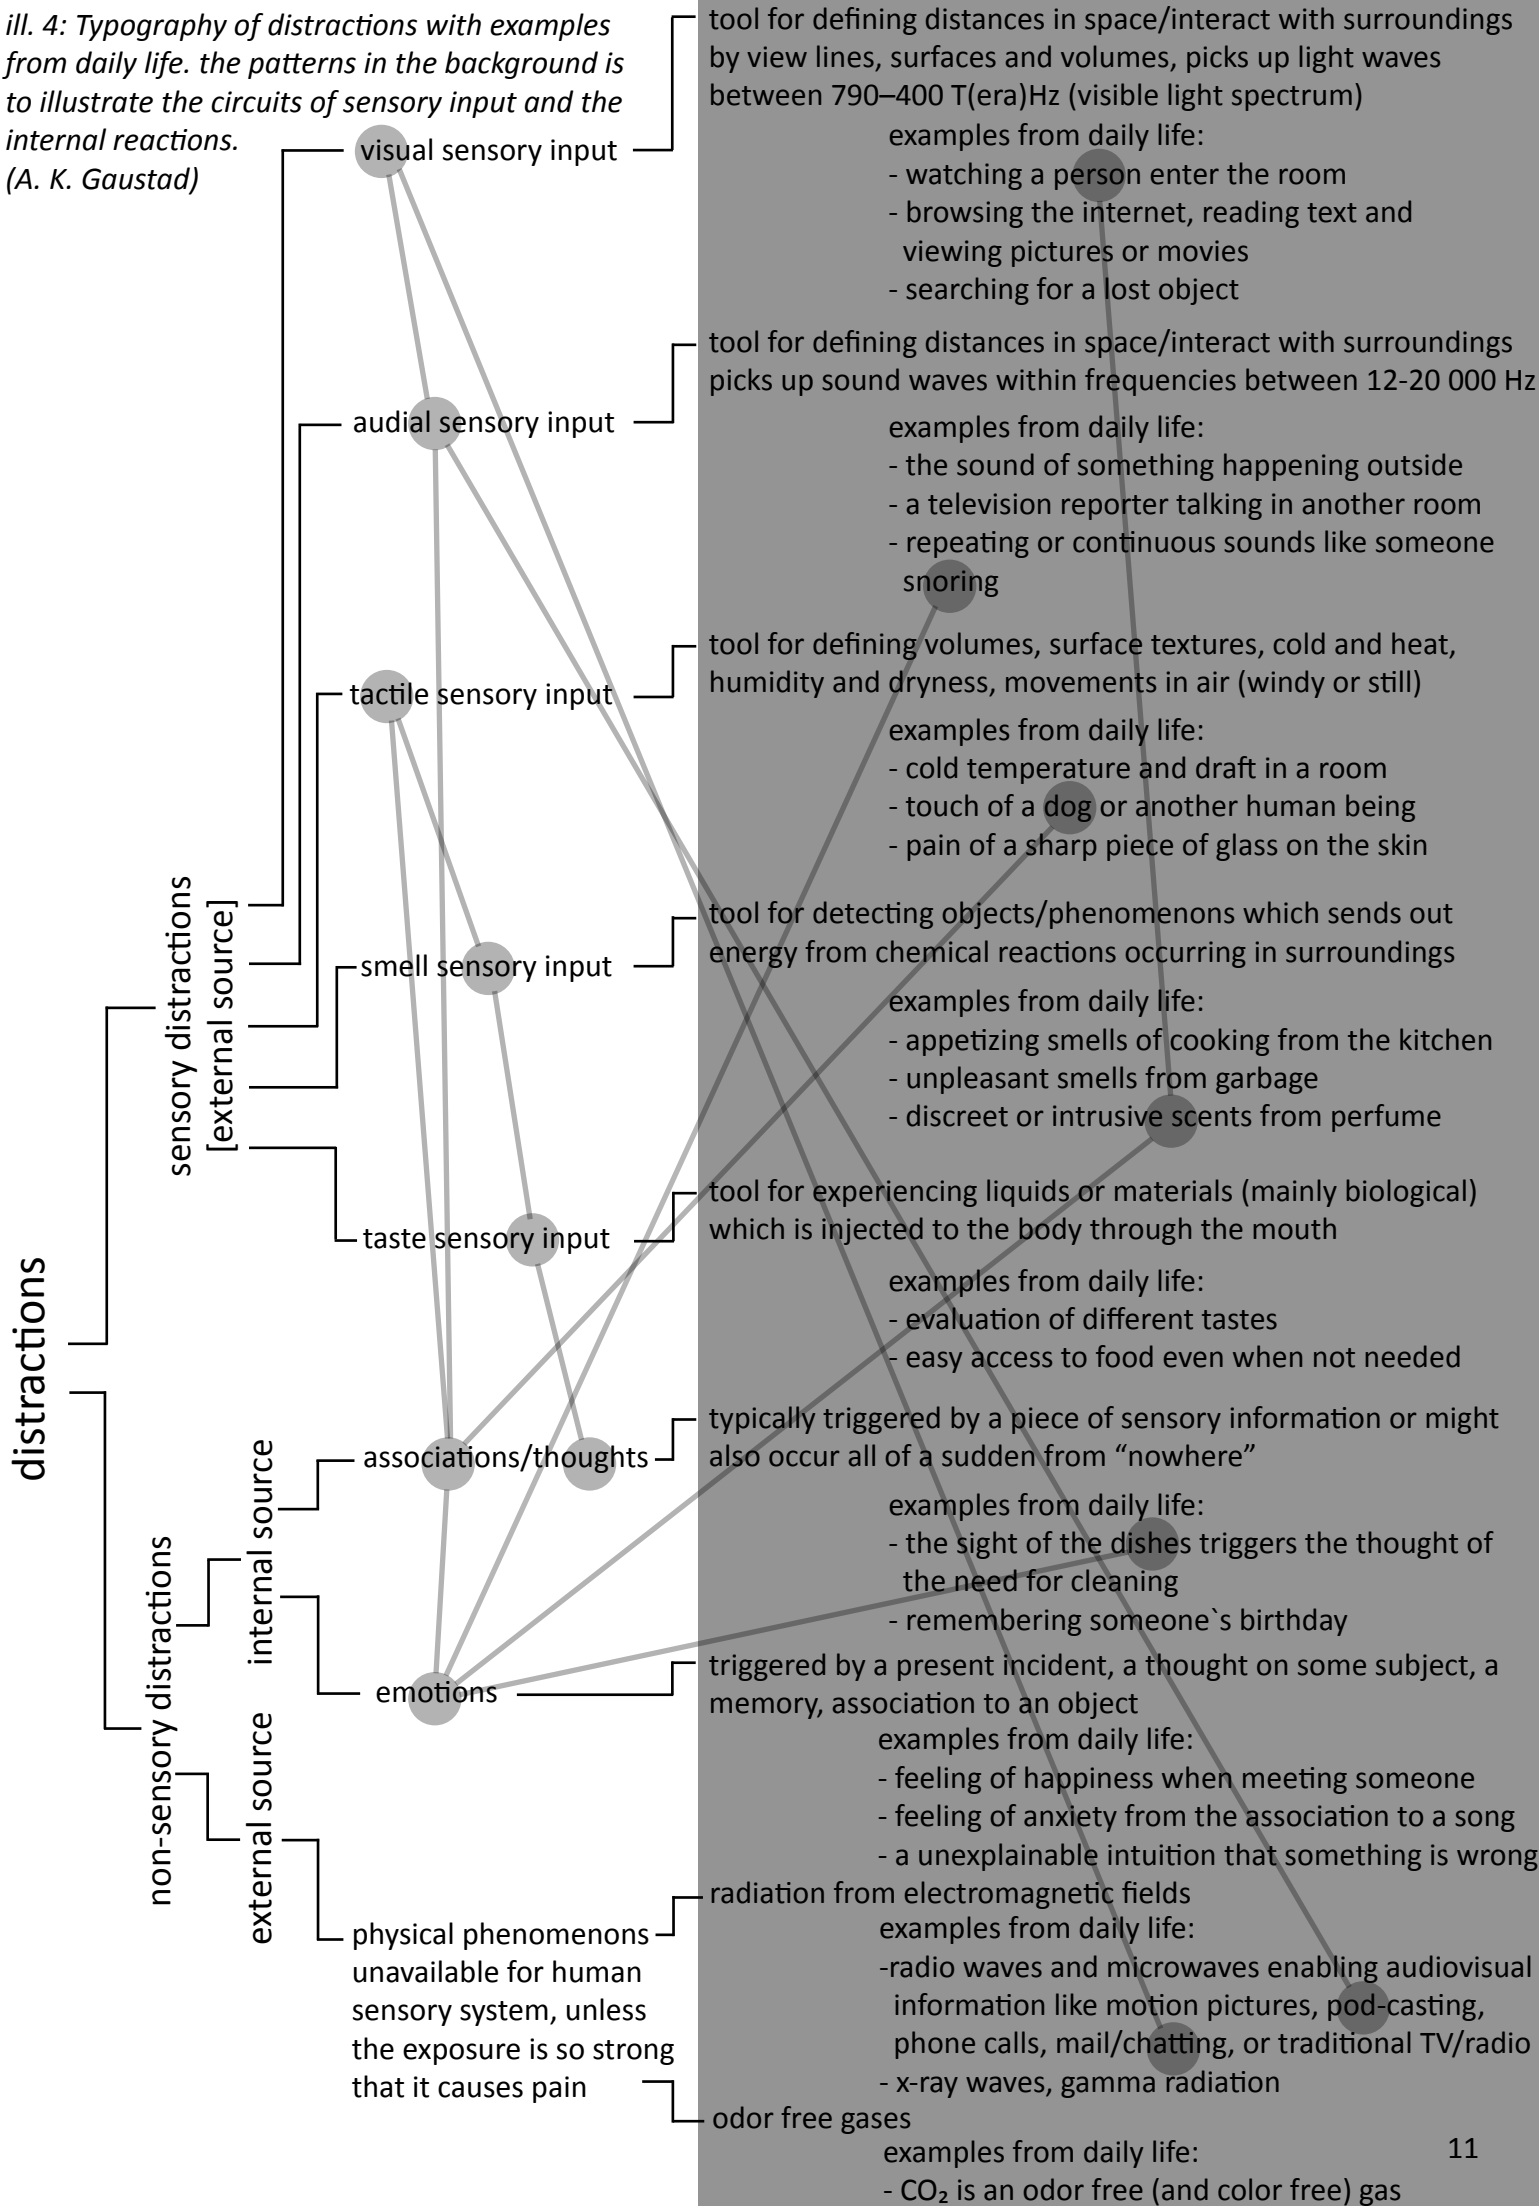 ill. 4: Typography of distractions with examples
from daily life. the patterns in the background is
to illustrate the circuits of sensory input and the
internal reactions.
(A. K. Gaustad)
distractions
sensory distractions
[external source]
visual sensory input
tool for defining distances in space/interact with surroundings
by view lines, surfaces and volumes, picks up light waves
between 790–400 T(era)Hz (visible light spectrum)
examples from daily life:
- watching a person enter the room
- browsing the internet, reading text and
viewing pictures or movies
- searching for a lost object
audial sensory input
tool for defining distances in space/interact with surroundings
picks up sound waves within frequencies between 12-20 000 Hz
examples from daily life:
- the sound of something happening outside
- a television reporter talking in another room
- repeating or continuous sounds like someone
snoring
tactile sensory input
tool for defining volumes, surface textures, cold and heat,
humidity and dryness, movements in air (windy or still)
examples from daily life:
- cold temperature and draft in a room
- touch of a dog or another human being
- pain of a sharp piece of glass on the skin
smell sensory input
tool for detecting objects/phenomenons which sends out
energy from chemical reactions occurring in surroundings
examples from daily life:
- appetizing smells of cooking from the kitchen
- unpleasant smells from garbage
- discreet or intrusive scents from perfume
taste sensory input
tool for experiencing liquids or materials (mainly biological)
which is injected to the body through the mouth
examples from daily life:
- evaluation of different tastes
- easy access to food even when not needed
non-sensory distractions
internal source
associations/thoughts
typically triggered by a piece of sensory information or might
also occur all of a sudden from “nowhere”
examples from daily life:
- the sight of the dishes triggers the thought of
the need for cleaning
- remembering someone`s birthday
emotions
triggered by a present incident, a thought on some subject, a
memory, association to an object
examples from daily life:
- feeling of happiness when meeting someone
- feeling of anxiety from the association to a song
- a unexplainable intuition that something is wrong
external source
physical phenomenons
unavailable for human
sensory system, unless
the exposure is so strong
that it causes pain
radiation from electromagnetic fields
examples from daily life:
-radio waves and microwaves enabling audiovisual
information like motion pictures, pod-casting,
phone calls, mail/chatting, or traditional TV/radio
- x-ray waves, gamma radiation
odor free gases
examples from daily life:
- CO₂ is an odor free (and color free) gas
11